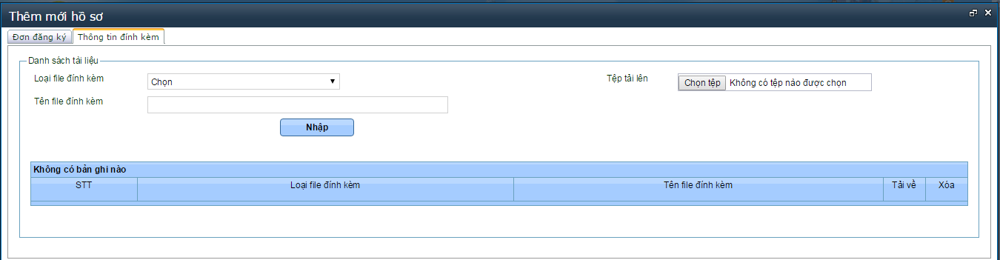 Thêm mới hồ sơ
Đơn đăng ký Thông tin đính kèm
Danh sách tài liệu
Loại file đính kèm Chọn Tệp tải lên Chọn tệp Không có tệp nào được chọn
Tên file đính kèm
Nhập
Không có bản ghi nào
STT Loại file đính kèm Tên file đính kèm Tải về Xóa